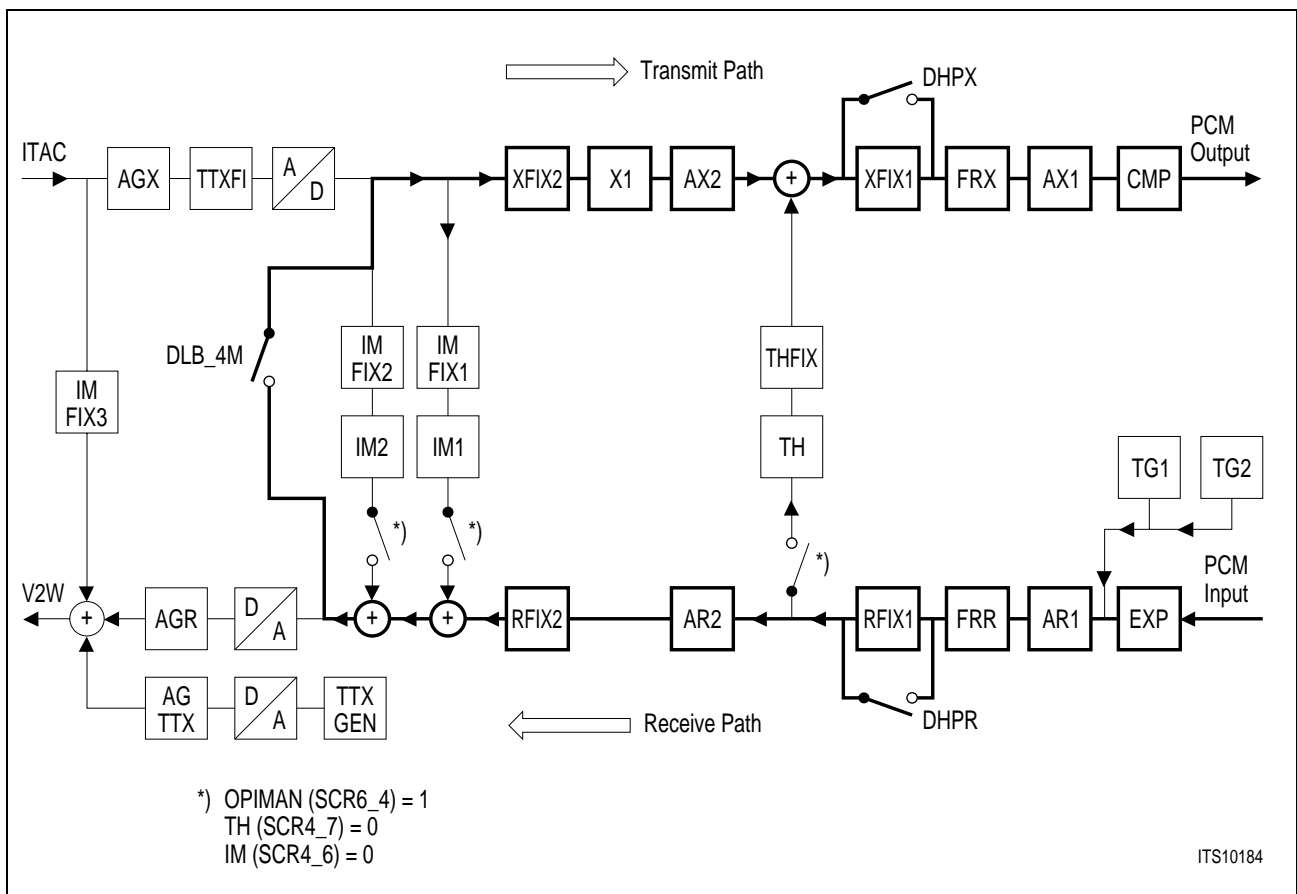 Transmit Path
DHPX
ITAC
AGX
TTXFI
A
D
XFIX2
X1
AX2
+
XFIX1
FRX
AX1
CMP
PCM
Output
DLB_4M
IM
FIX3
IM
FIX2
IM
FIX1
IM2
IM1
*)
*)
THFIX
TH
*)
TG1
TG2
PCM
Input
V2W
+
AGR
D
A
+
+
RFIX2
AR2
RFIX1
FRR
AR1
EXP
AG
TTX
D
A
TTX
GEN
Receive Path
DHPR
*) OPIMAN (SCR6_4) = 1
TH (SCR4_7) = 0
IM (SCR4_6) = 0
ITS10184